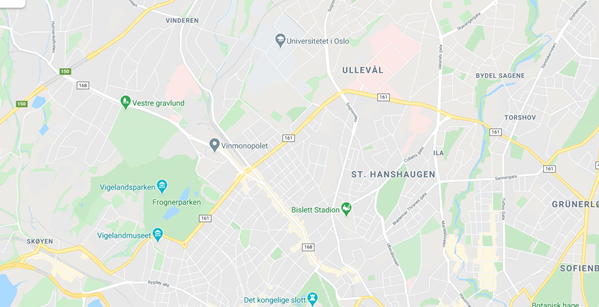 VINDEREN
Universitetet i Oslo
ULLEVÅL
150
168
BYDEL SAGENE
150
Vestre gravlund
161
TORSHOV
161
161
Vinmonopolet
ILA
ST. HANSHAUGEN
Vigelandsparken
Frognerparken
GRÜNERLØ
Bislett Stadion
161
Vigelandmuseet
SKØYEN
168
SOFIENB
Det kongelige slott
Botanisk hage